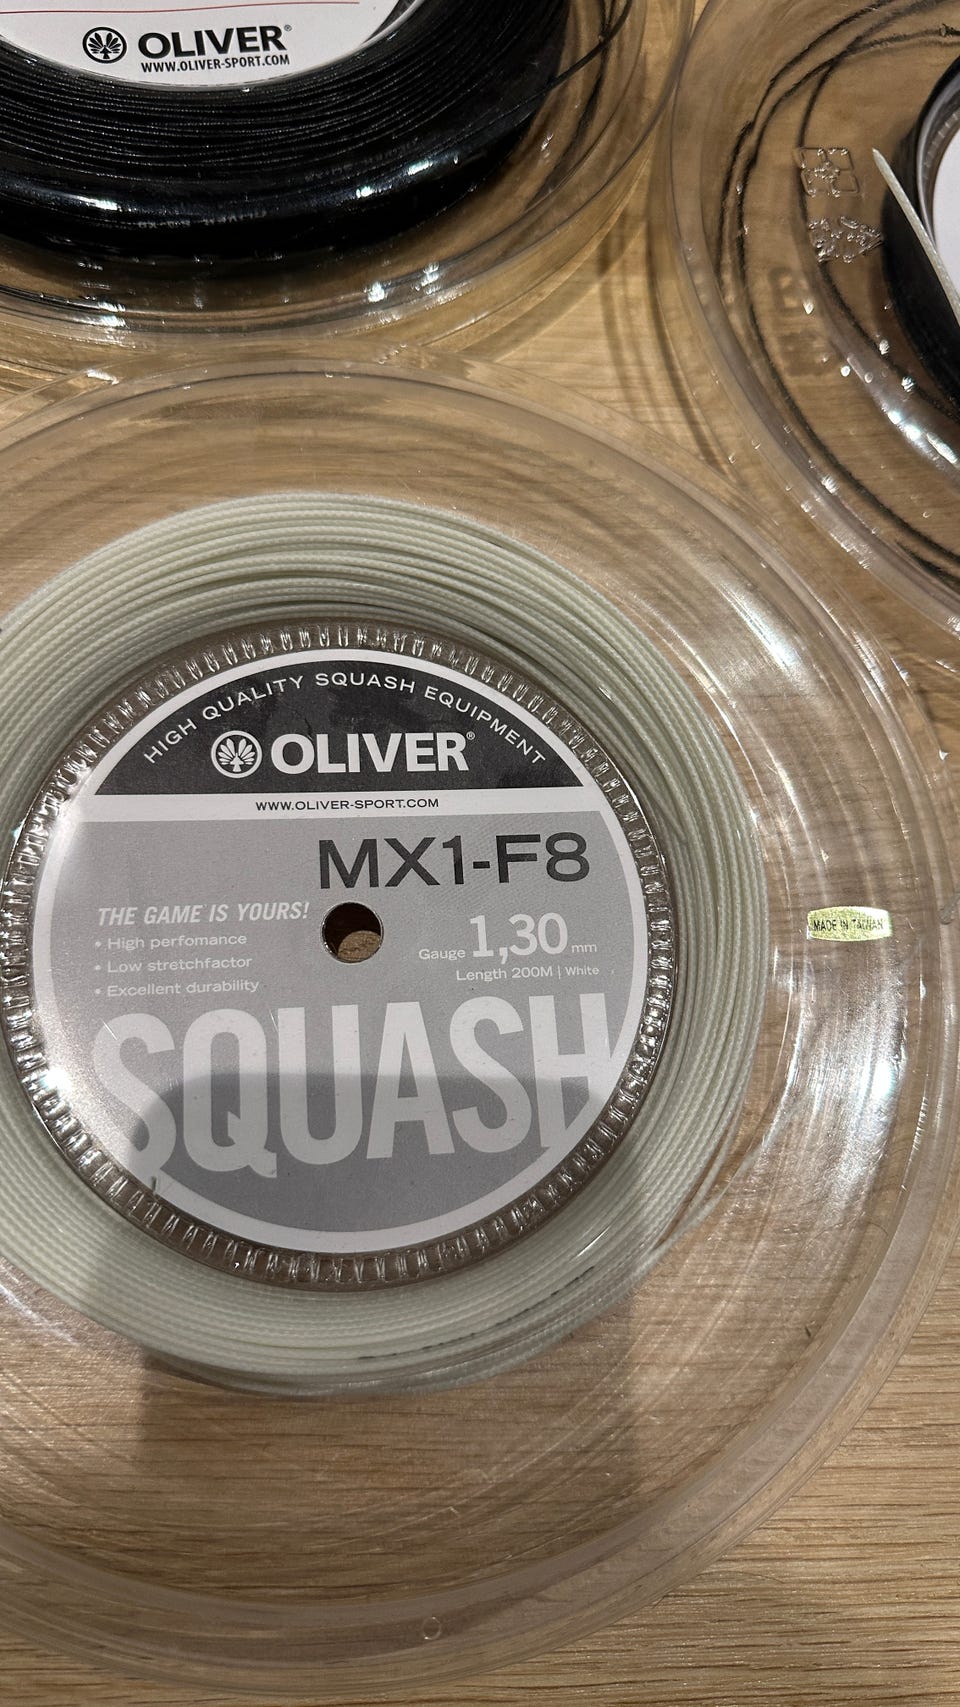 OLIVER®
WWW.OLIVER-SPORT.COM
HIGH QUALITY SQUASH EQUIPMENT
OLIVER®
WWW.OLIVER-SPORT.COM
MX1-F8
THE GAME IS YOURS!
• High perfomance
• Low stretchfactor
• Excellent durability
Gauge 1,30 mm
Length 200M | White
SQUASH
MADE IN TAIWAN